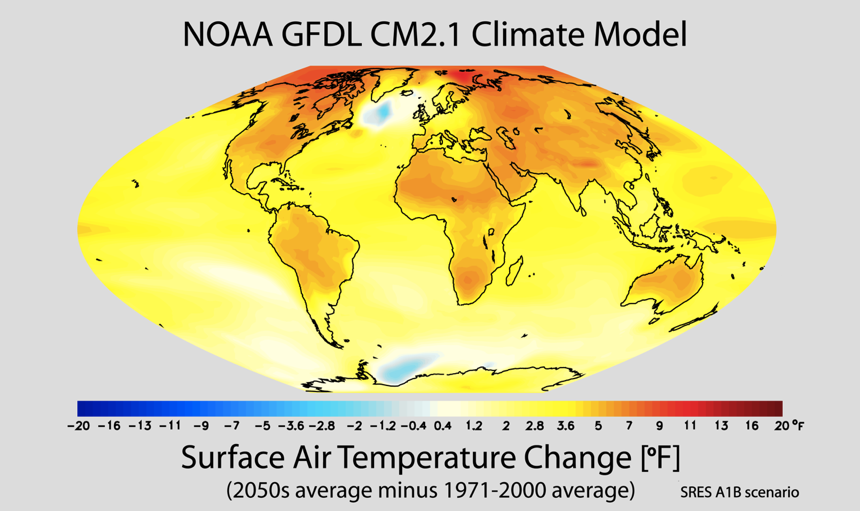 NOAA GFDL CM2.1 Climate Model
−20 −16 −13 −11 −9 −7 −5 −3.6 −2.8 −2 −1.2 −0.4 0.4 1.2 2 2.8 3.6 5 7 9 11 13 16 20 °F
Surface Air Temperature Change [°F]
(2050s average minus 1971-2000 average) SRES A1B scenario